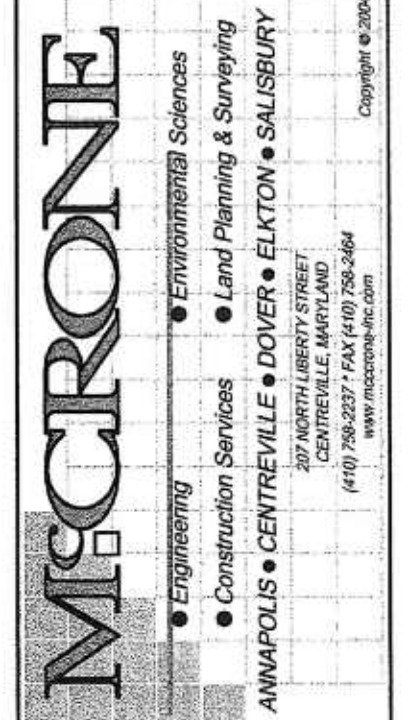 McCRONE
● Engineering ● Environmental Sciences
● Construction Services ● Land Planning & Surveying
ANNAPOLIS ● CENTREVILLE ● DOVER ● ELKTON ● SALISBURY
207 NORTH LIBERTY STREET
CENTREVILLE, MARYLAND
(410) 758-2237 * FAX (410) 758-2464
www.mcccrone-inc.com
Copyright © 2004